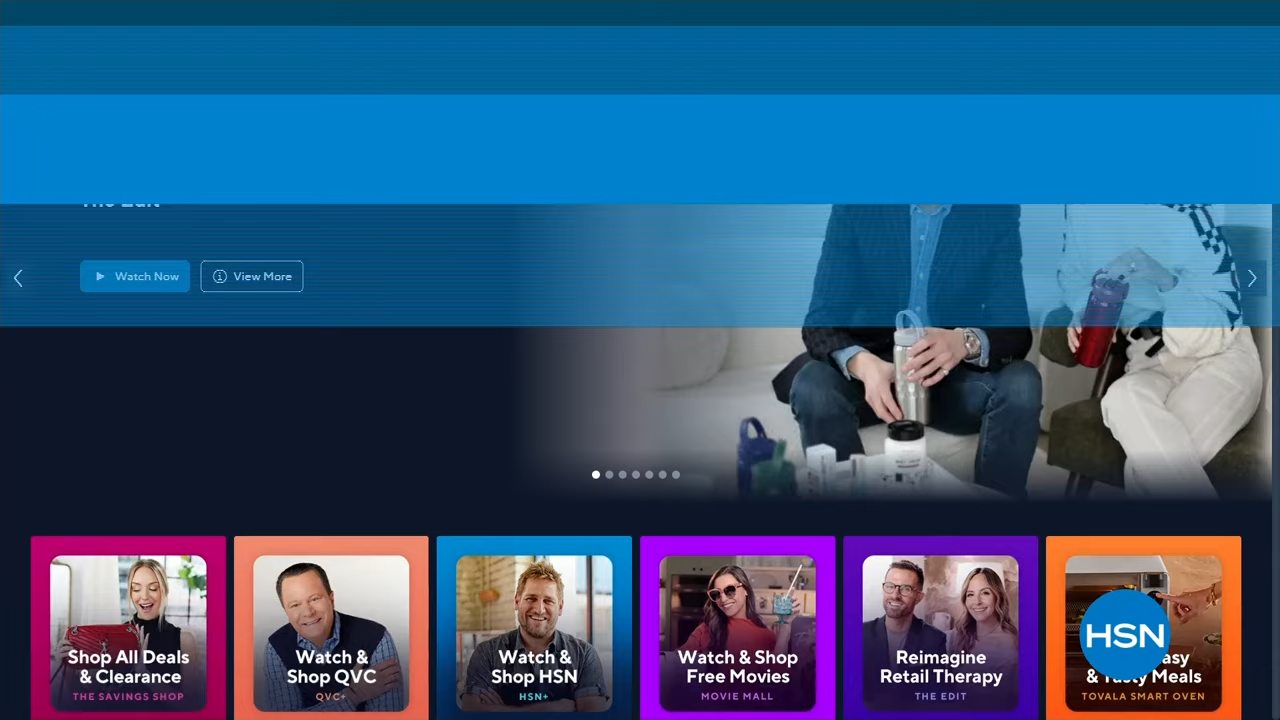 Watch Now
View More
Shop All Deals
& Clearance
THE SAVINGS SHOP
Watch &
Shop QVC
QVC+
Watch &
Shop HSN
HSN+
Watch & Shop
Free Movies
MOVIE MALL
Reimagine
Retail Therapy
THE EDIT
HSN
& Tasty Meals
TOVALA SMART OVEN